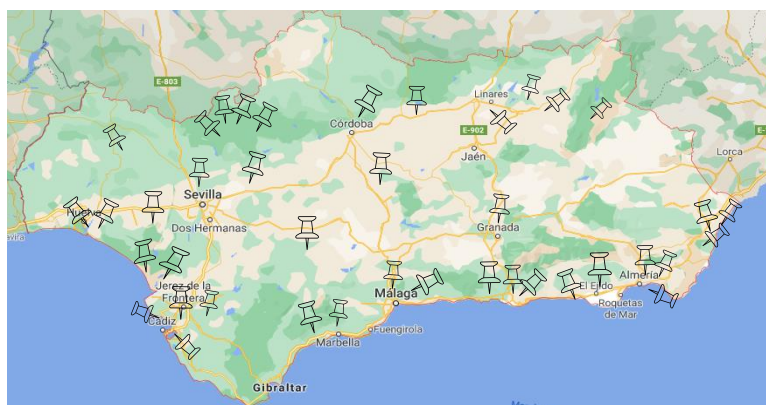 E-803
Linares
Córdoba
E-902
Jaén
Lorca
Sevilla
Huelva
Dos Hermanas
Granada
Jerez de la
Frontera
Málaga
Almería
El Ejido
Roquetas
de Mar
Cádiz
Marbella
Fuengirola
Gibraltar